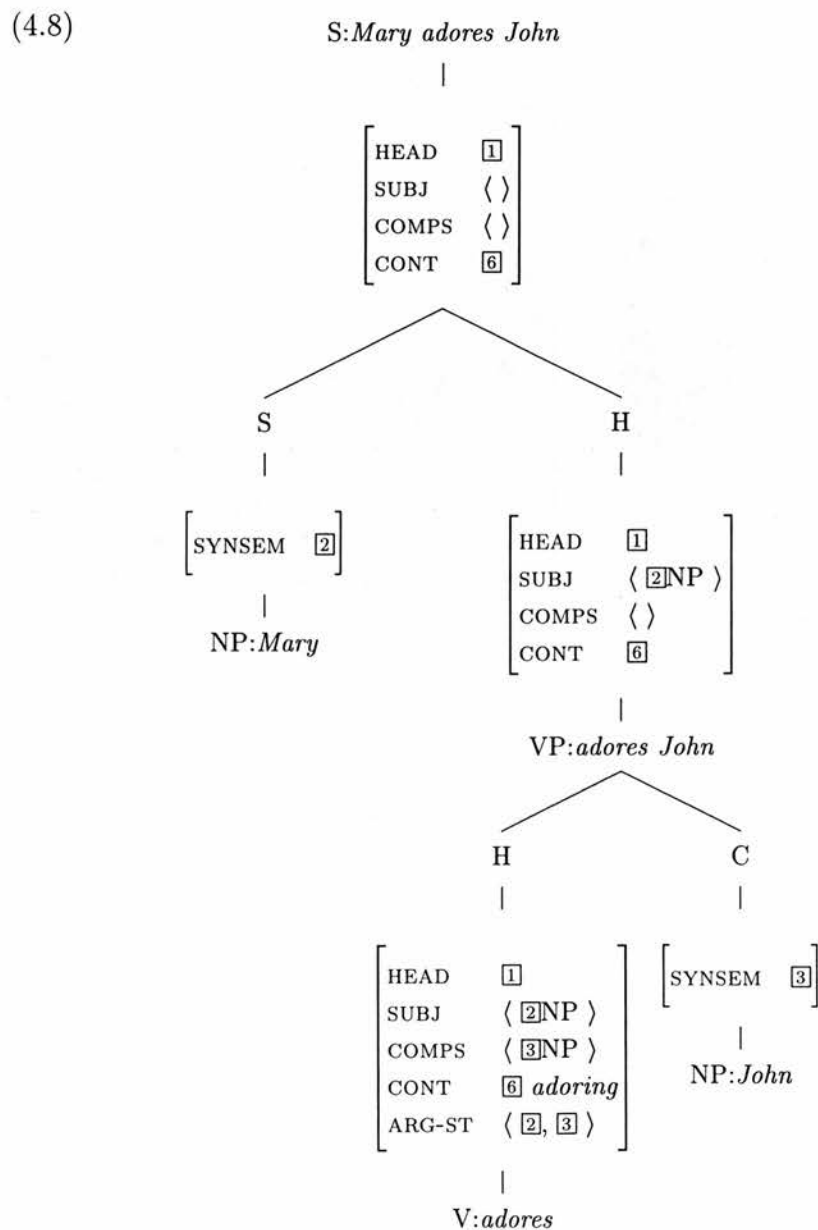 (4.8)
S:Mary adores John
HEAD 1
SUBJ ⟨ ⟩
COMPS ⟨ ⟩
CONT 6
S H
SYNSEM 2
NP:Mary
HEAD 1
SUBJ ⟨ 2NP ⟩
COMPS ⟨ ⟩
CONT 6
VP:adores John
H C
HEAD 1
SUBJ ⟨ 2NP ⟩
COMPS ⟨ 3NP ⟩
CONT 6 adoring
ARG-ST ⟨ 2, 3 ⟩
V:adores
SYNSEM 3
NP:John